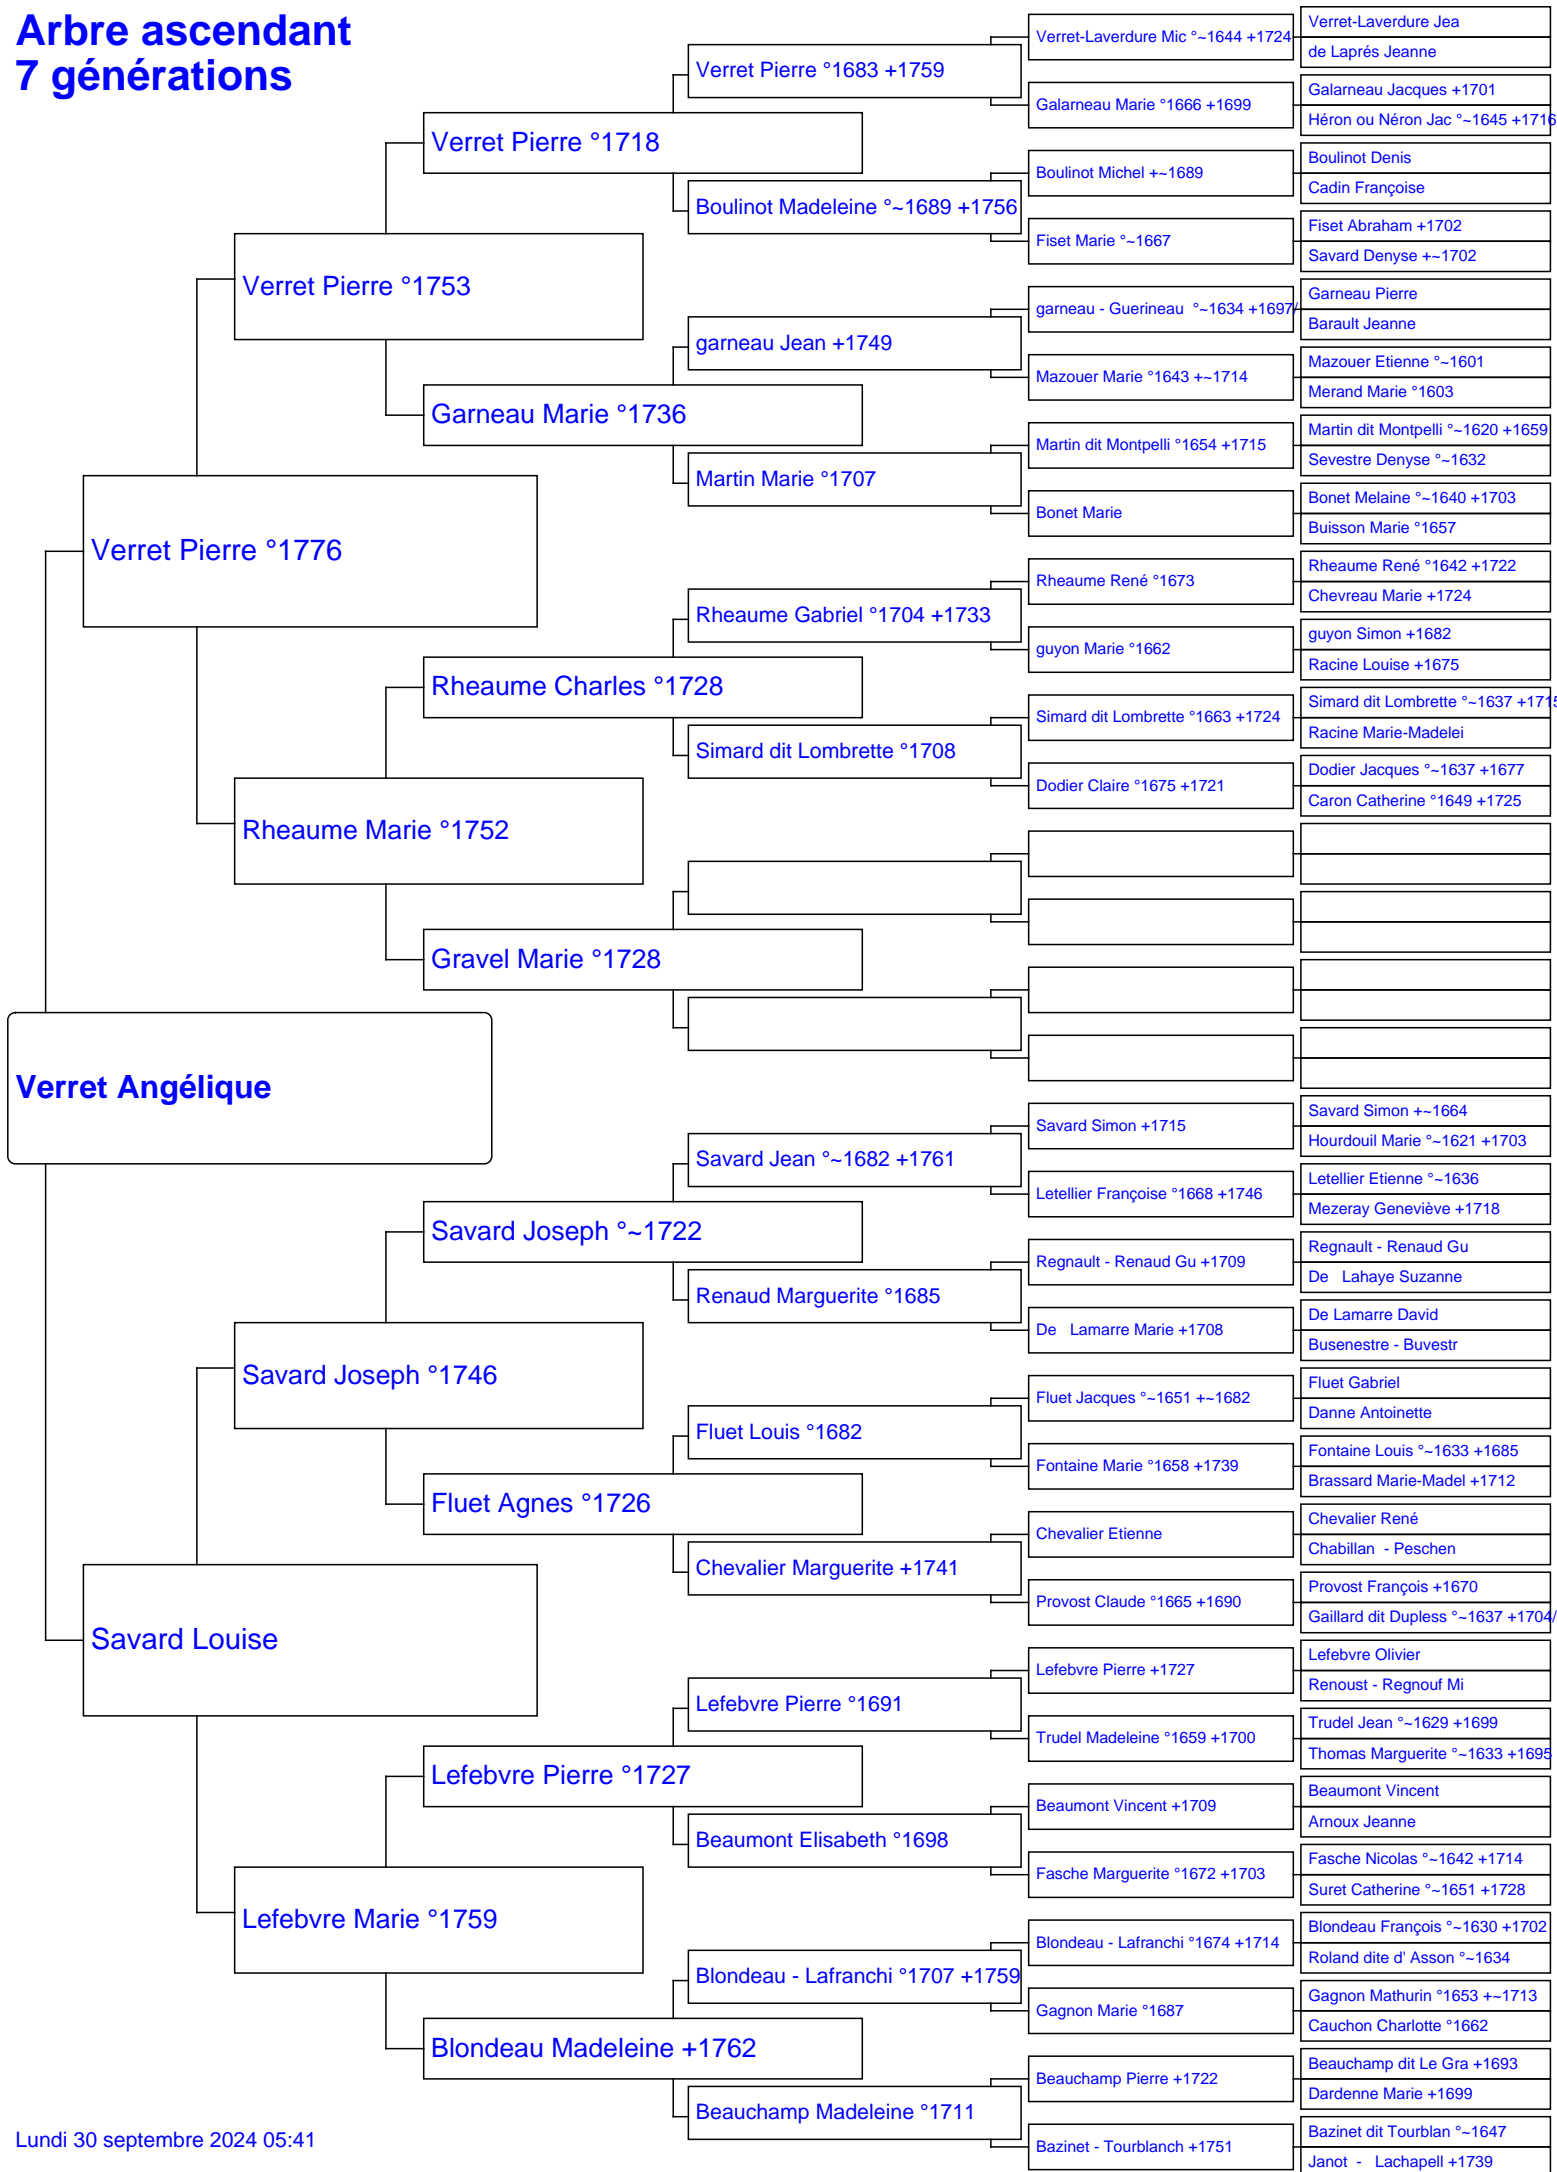 Arbre ascendant
7 générations
Verret Angélique
Verret Pierre °1776
Savard Louise
Verret Pierre °1753
Rheaume Marie °1752
Savard Joseph °1746
Lefebvre Marie °1759
Verret Pierre °1718
Garneau Marie °1736
Rheaume Charles °1728
Gravel Marie °1728
Savard Joseph °~1722
Fluet Agnes °1726
Lefebvre Pierre °1727
Blondeau Madeleine +1762
Verret Pierre °1683 +1759
Boulinot Madeleine °~1689 +1756
garneau Jean +1749
Martin Marie °1707
Rheaume Gabriel °1704 +1733
Simard dit Lombrette °1708
Savard Jean °~1682 +1761
Renaud Marguerite °1685
Fluet Louis °1682
Chevalier Marguerite +1741
Lefebvre Pierre °1691
Beaumont Elisabeth °1698
Blondeau - Lafranchi °1707 +1759
Beauchamp Madeleine °1711
Verret-Laverdure Mic °~1644 +1724
Galarneau Marie °1666 +1699
Boulinot Michel +~1689
Fiset Marie °~1667
garneau - Guerineau  °~1634 +1697/
Mazouer Marie °1643 +~1714
Martin dit Montpelli °1654 +1715
Bonet Marie
Rheaume René °1673
guyon Marie °1662
Simard dit Lombrette °1663 +1724
Dodier Claire °1675 +1721
Savard Simon +1715
Letellier Françoise °1668 +1746
Regnault - Renaud Gu +1709
De   Lamarre Marie +1708
Fluet Jacques °~1651 +~1682
Fontaine Marie °1658 +1739
Chevalier Etienne
Provost Claude °1665 +1690
Lefebvre Pierre +1727
Trudel Madeleine °1659 +1700
Beaumont Vincent +1709
Fasche Marguerite °1672 +1703
Blondeau - Lafranchi °1674 +1714
Gagnon Marie °1687
Beauchamp Pierre +1722
Bazinet - Tourblanch +1751
Verret-Laverdure Jea
de Laprés Jeanne
Galarneau Jacques +1701
Héron ou Néron Jac °~1645 +1716
Boulinot Denis
Cadin Françoise
Fiset Abraham +1702
Savard Denyse +~1702
Garneau Pierre
Barault Jeanne
Mazouer Etienne °~1601
Merand Marie °1603
Martin dit Montpelli °~1620 +1659
Sevestre Denyse °~1632
Bonet Melaine °~1640 +1703
Buisson Marie °1657
Rheaume René °1642 +1722
Chevreau Marie +1724
guyon Simon +1682
Racine Louise +1675
Simard dit Lombrette °~1637 +1715
Racine Marie-Madelei
Dodier Jacques °~1637 +1677
Caron Catherine °1649 +1725
Savard Simon +~1664
Hourdouil Marie °~1621 +1703
Letellier Etienne °~1636
Mezeray Geneviève +1718
Regnault - Renaud Gu
De   Lahaye Suzanne
De Lamarre David
Busenestre - Buvestr
Fluet Gabriel
Danne Antoinette
Fontaine Louis °~1633 +1685
Brassard Marie-Madel +1712
Chevalier René
Chabillan  - Peschen
Provost François +1670
Gaillard dit Dupless °~1637 +1704/
Lefebvre Olivier
Renoust - Regnouf Mi
Trudel Jean °~1629 +1699
Thomas Marguerite °~1633 +1695
Beaumont Vincent
Arnoux Jeanne
Fasche Nicolas °~1642 +1714
Suret Catherine °~1651 +1728
Blondeau François °~1630 +1702
Roland dite d' Asson °~1634
Gagnon Mathurin °1653 +~1713
Cauchon Charlotte °1662
Beauchamp dit Le Gra +1693
Dardenne Marie +1699
Bazinet dit Tourblan °~1647
Janot  -   Lachapell +1739
Lundi 30 septembre 2024 05:41